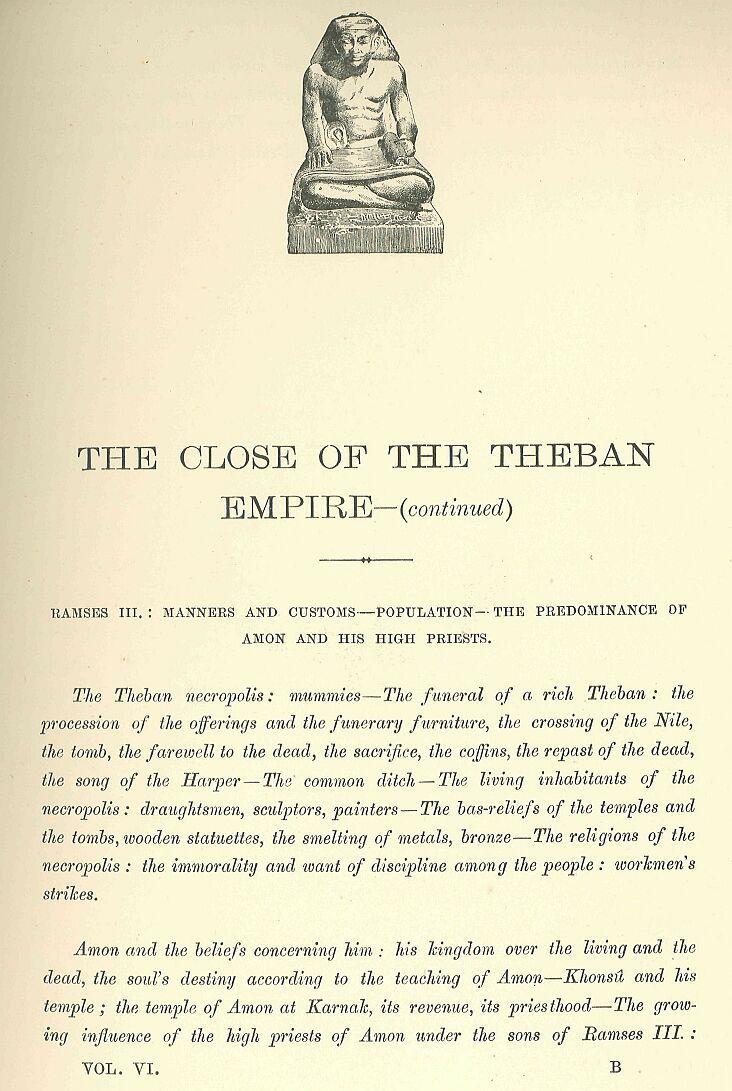 THE CLOSE OF THE THEBAN
EMPIRE—(continued)
RAMSES III.: MANNERS AND CUSTOMS—POPULATION—THE PREDOMINANCE OF
AMON AND HIS HIGH PRIESTS.
The Theban necropolis: mummies—The funeral of a rich Theban: the
procession of the offerings and the funerary furniture, the crossing of the Nile,
the tomb, the farewell to the dead, the sacrifice, the coffins, the repast of the dead,
the song of the Harper—The common ditch—The living inhabitants of the
necropolis: draughtsmen, sculptors, painters—The bas-reliefs of the temples and
the tombs, wooden statuettes, the smelting of metals, bronze—The religions of the
necropolis: the immorality and want of discipline among the people: workmen's
strikes.
Amon and the beliefs concerning him: his kingdom over the living and the
dead, the soul's destiny according to the teaching of Amon—Khonsû and his
temple; the temple of Amon at Karnak, its revenue, its priesthood—The grow-
ing influence of the high priests of Amon under the sons of Ramses III.:
VOL. VI. B